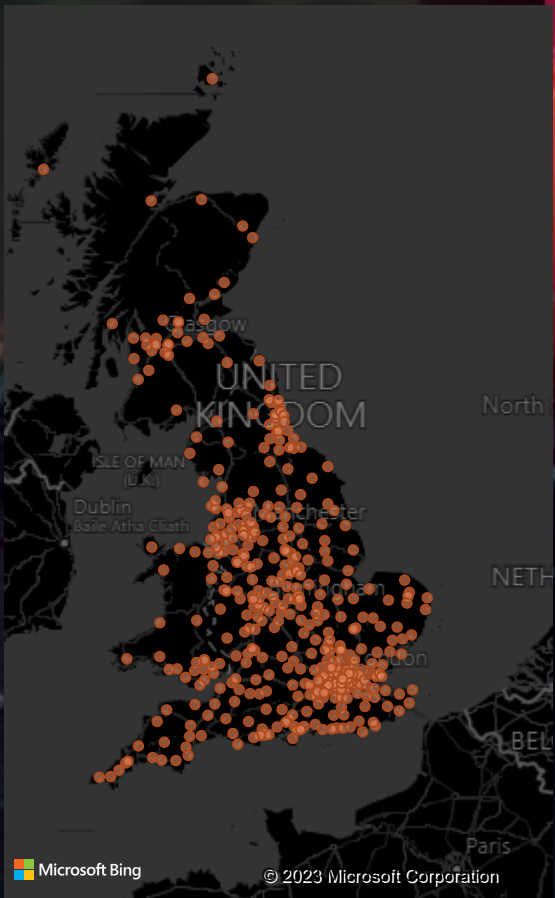 Glasgow
UNITED
KINGDOM
North
ISLE OF MAN
(U.K.)
Dublin
Baile Átha Cliath
Manchester
NETH
BEL
Paris
Microsoft Bing
© 2023 Microsoft Corporation